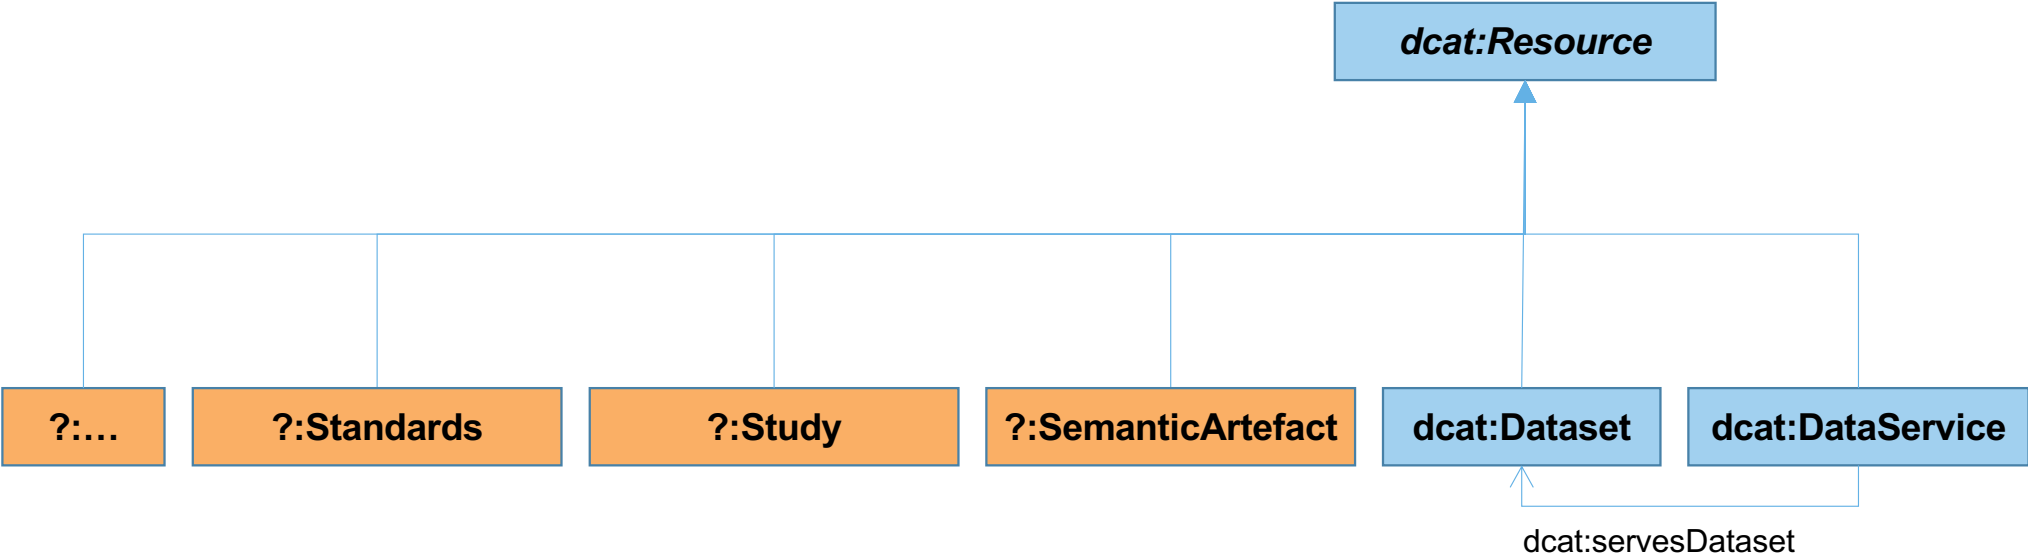 dcat:Resource
?:...
?:Standards
?:Study
?:SemanticArtefact
dcat:Dataset
dcat:DataService
dcat:servesDataset